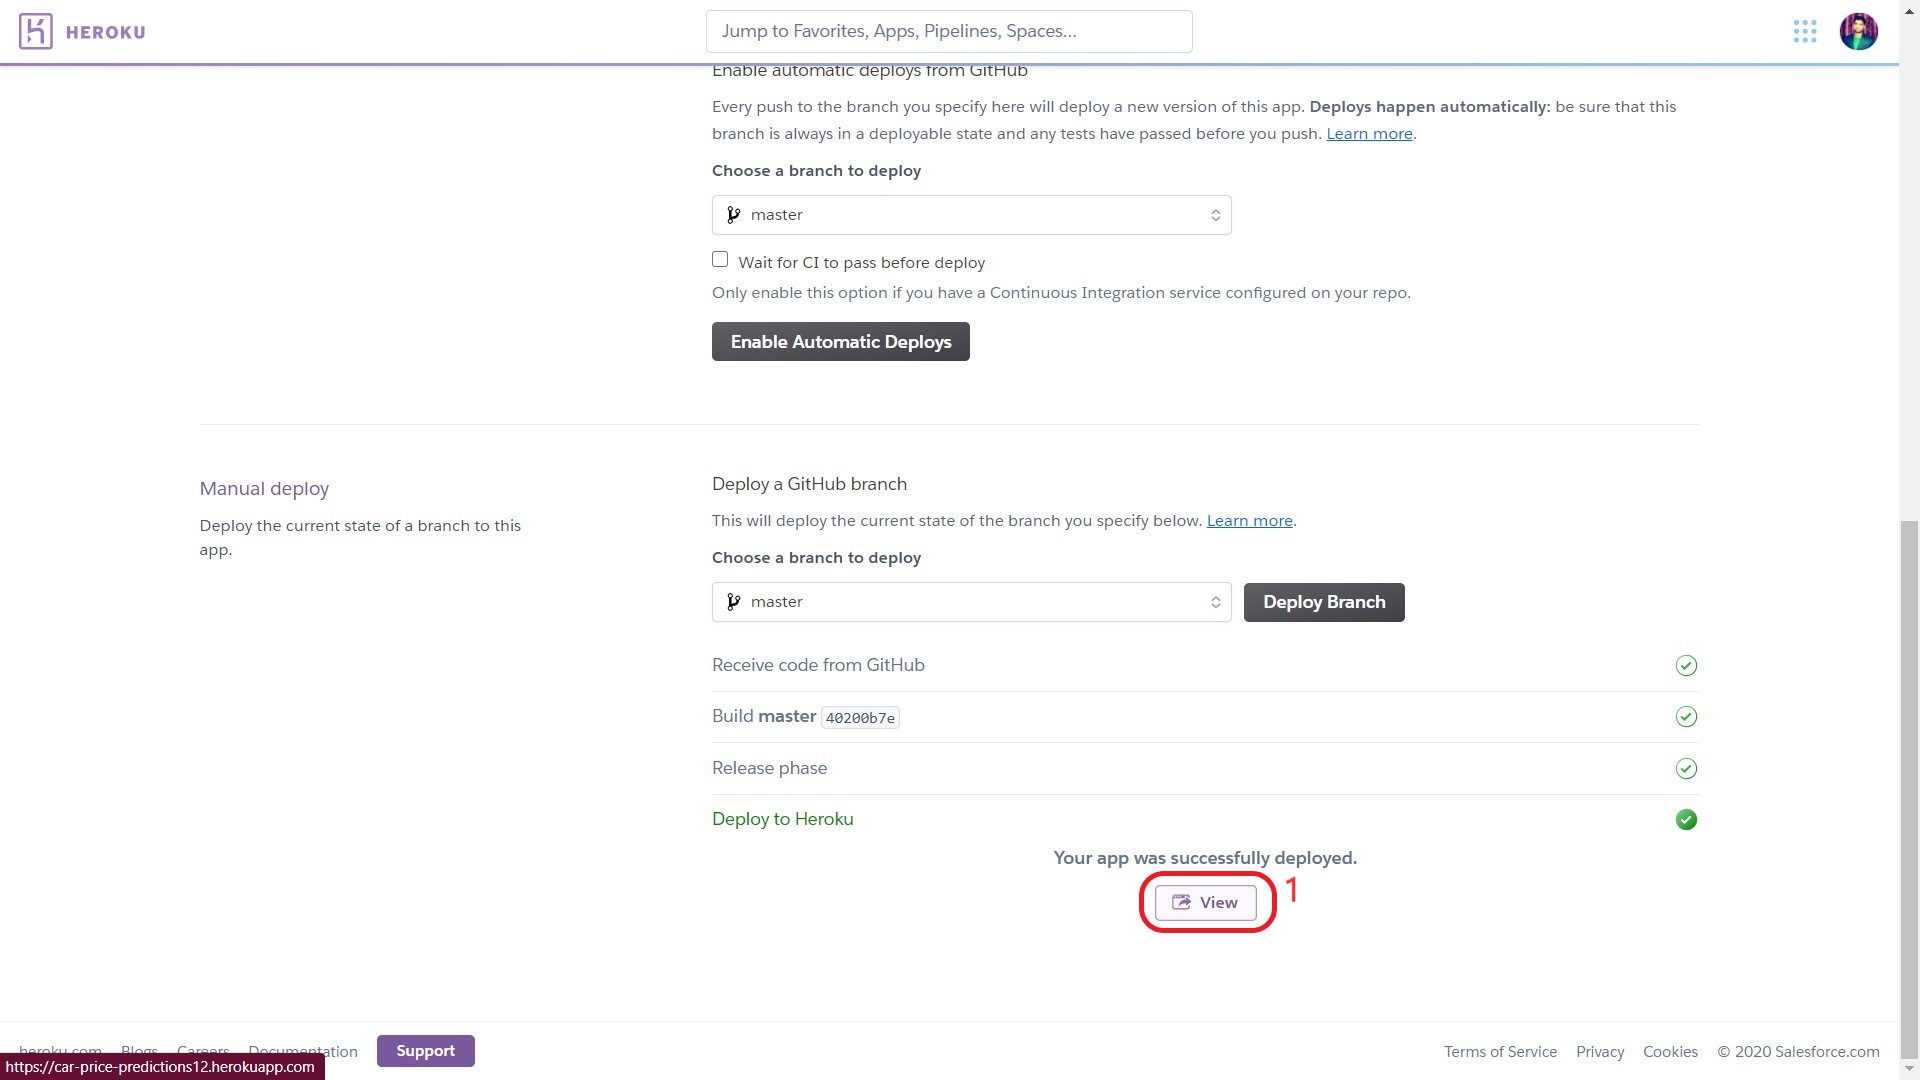 HEROKU
Jump to Favorites, Apps, Pipelines, Spaces...
Enable automatic deploys from GitHub
Every push to the branch you specify here will deploy a new version of this app. Deploys happen automatically: be sure that this
branch is always in a deployable state and any tests have passed before you push. Learn more.
Choose a branch to deploy
master
Wait for CI to pass before deploy
Only enable this option if you have a Continuous Integration service configured on your repo.
Enable Automatic Deploys
Manual deploy
Deploy the current state of a branch to this
app.
Deploy a GitHub branch
This will deploy the current state of the branch you specify below. Learn more.
Choose a branch to deploy
master
Deploy Branch
Receive code from GitHub
Build master 40200b7e
Release phase
Deploy to Heroku
Your app was successfully deployed.
View
1
heroku.com Blogs Careers Documentation Support
Terms of Service Privacy Cookies © 2020 Salesforce.com
https://car-price-predictions12.herokuapp.com